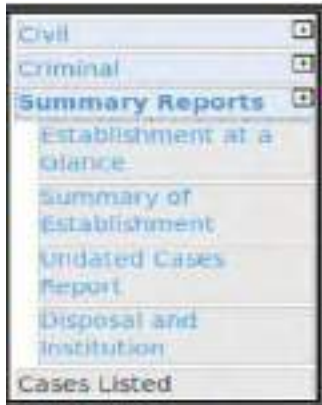 Civil
Criminal
Summary Reports
Establishment at a
Glance
Summary of
Establishment
Undated Cases
Report
Disposal and
Institution
Cases Listed